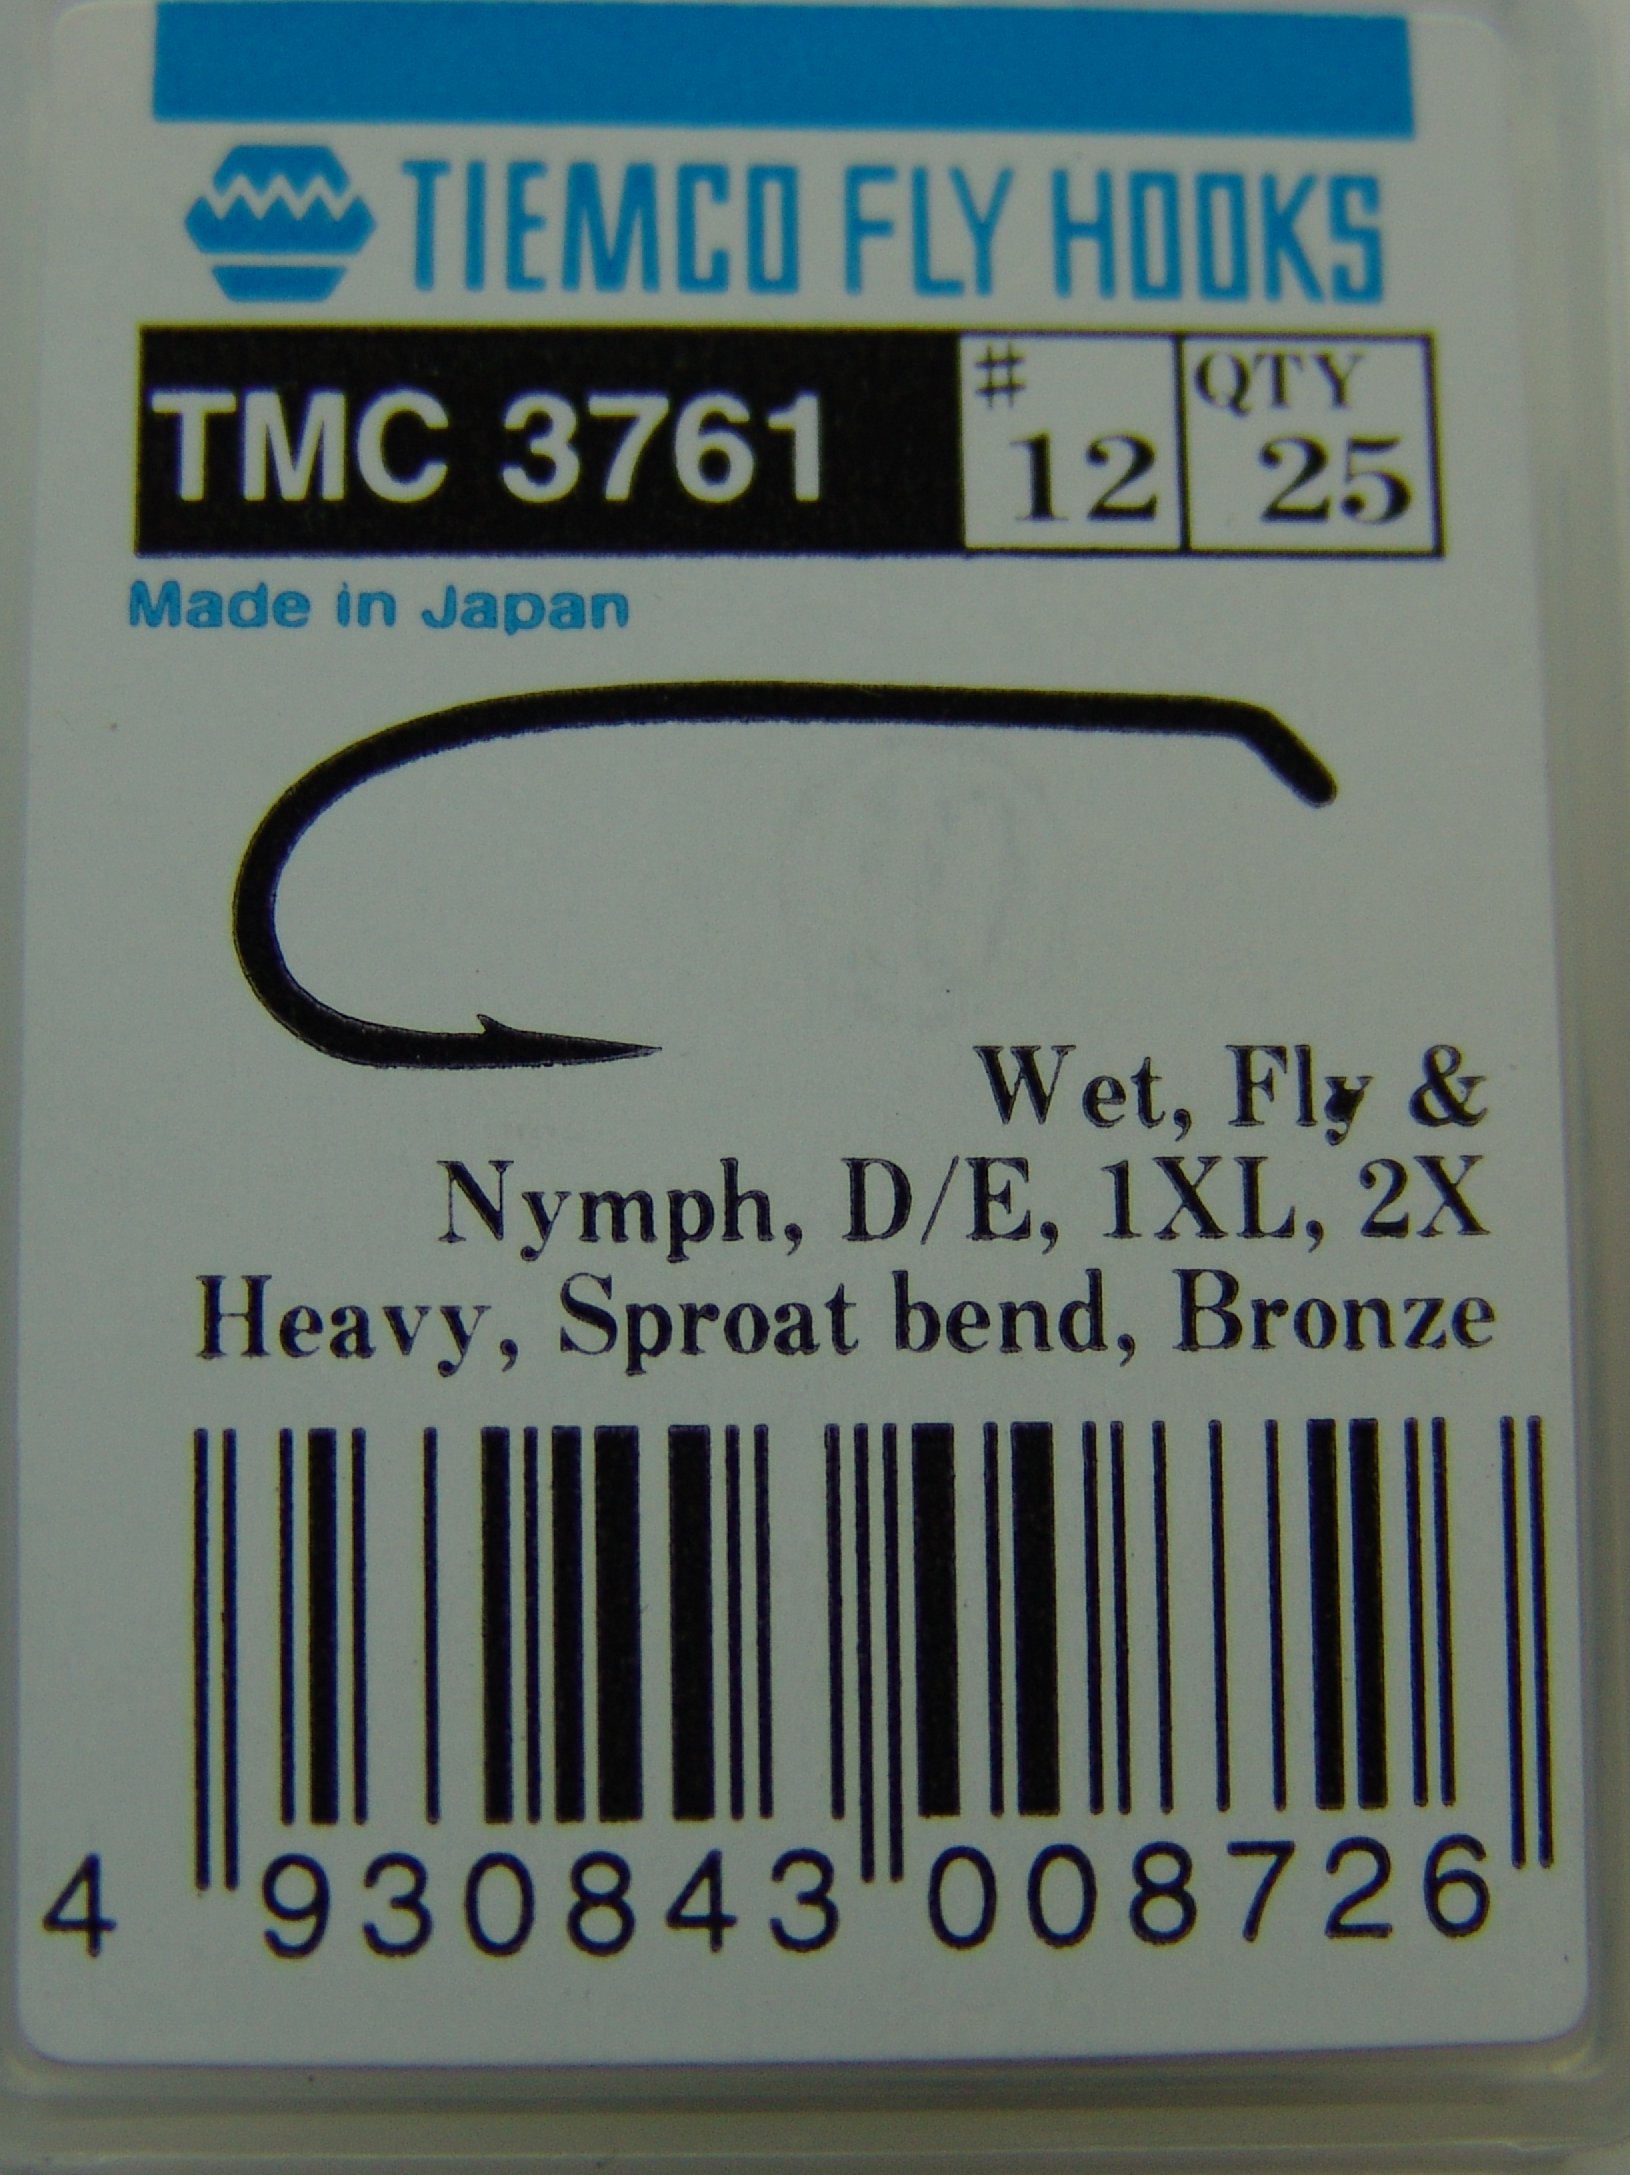 TIEMCO FLY HOOKS
TMC 3761 # 12 QTY 25
Made in Japan
Wet, Fly &
Nymph, D/E, 1XL, 2X
Heavy, Sproat bend, Bronze
4 930843 008726